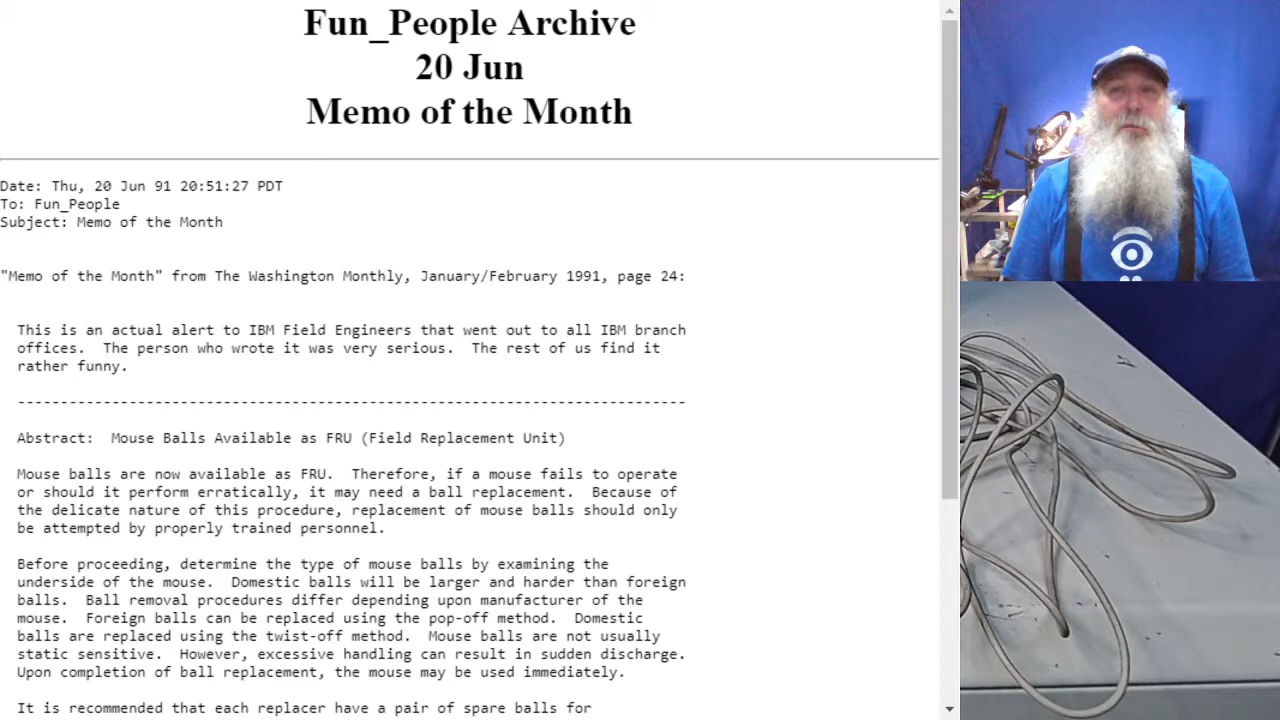 Fun_People Archive
20 Jun
Memo of the Month
Date: Thu, 20 Jun 91 20:51:27 PDT
To: Fun_People
Subject: Memo of the Month
"Memo of the Month" from The Washington Monthly, January/February 1991, page 24:
This is an actual alert to IBM Field Engineers that went out to all IBM branch
offices.  The person who wrote it was very serious.  The rest of us find it
rather funny.
------------------------------------------------------------------------------
Abstract:  Mouse Balls Available as FRU (Field Replacement Unit)
Mouse balls are now available as FRU.  Therefore, if a mouse fails to operate
or should it perform erratically, it may need a ball replacement.  Because of
the delicate nature of this procedure, replacement of mouse balls should only
be attempted by properly trained personnel.
Before proceeding, determine the type of mouse balls by examining the
underside of the mouse.  Domestic balls will be larger and harder than foreign
balls.  Ball removal procedures differ depending upon manufacturer of the
mouse.  Foreign balls can be replaced using the pop-off method.  Domestic
balls are replaced using the twist-off method.  Mouse balls are not usually
static sensitive.  However, excessive handling can result in sudden discharge.
Upon completion of ball replacement, the mouse may be used immediately.
It is recommended that each replacer have a pair of spare balls for